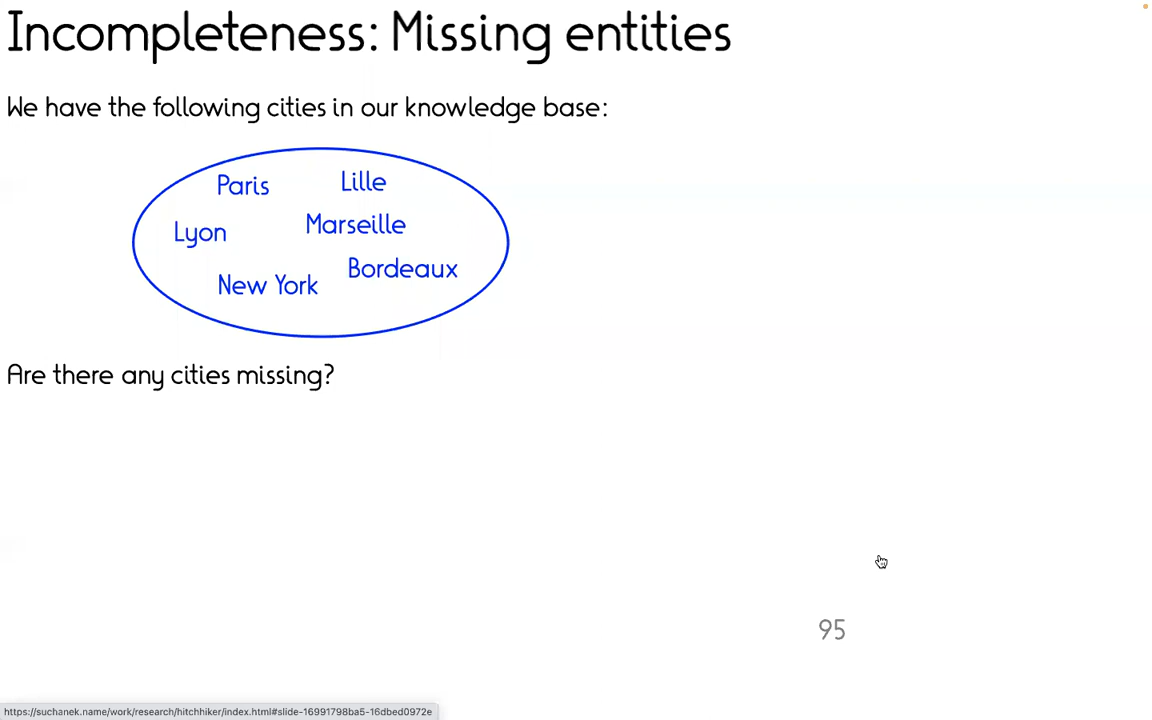 Incompleteness: Missing entities
We have the following cities in our knowledge base:
Paris
Lille
Lyon
Marseille
New York
Bordeaux
Are there any cities missing?
95
https://suchanek.name/work/research/hitchhiker/index.html#slide-16991798ba5-16dbed0972e